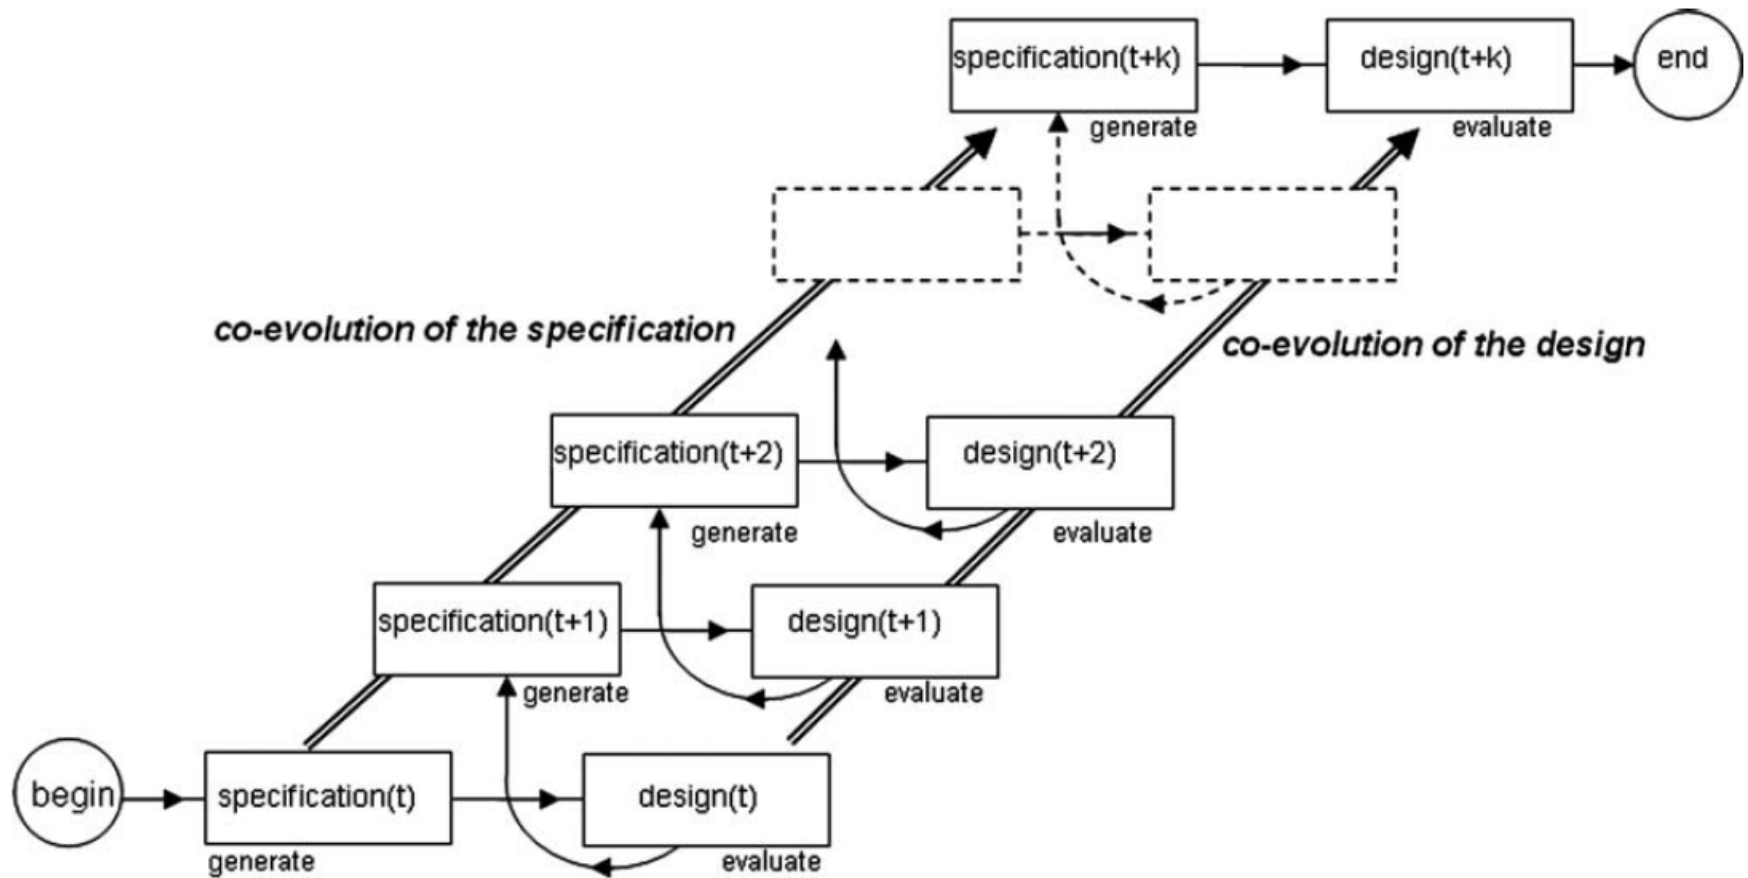 specification(t+k)
design(t+k)
end
generate
evaluate
co-evolution of the specification
co-evolution of the design
specification(t+2)
design(t+2)
generate
evaluate
specification(t+1)
design(t+1)
generate
evaluate
begin
specification(t)
design(t)
generate
evaluate